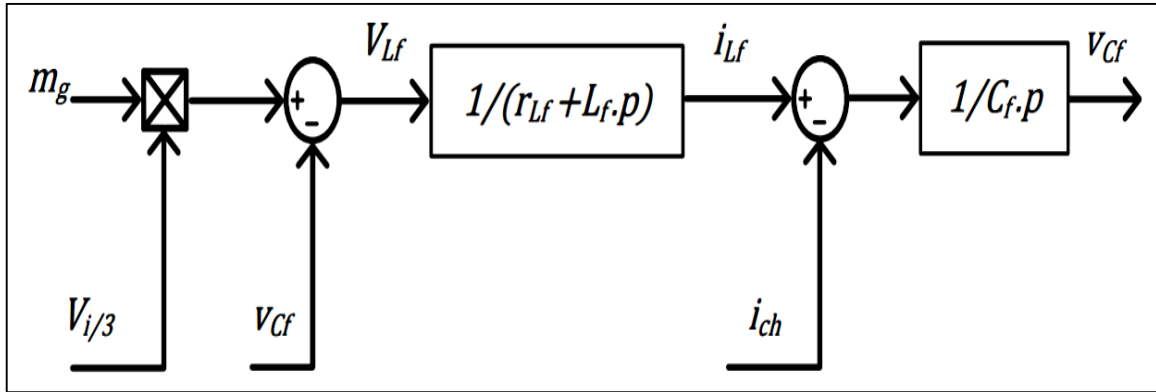 V_Lf i_Lf v_Cf
m_g + - 1/(r_Lf+L_f.p) + - 1/C_f.p
V_i/3 v_Cf i_ch